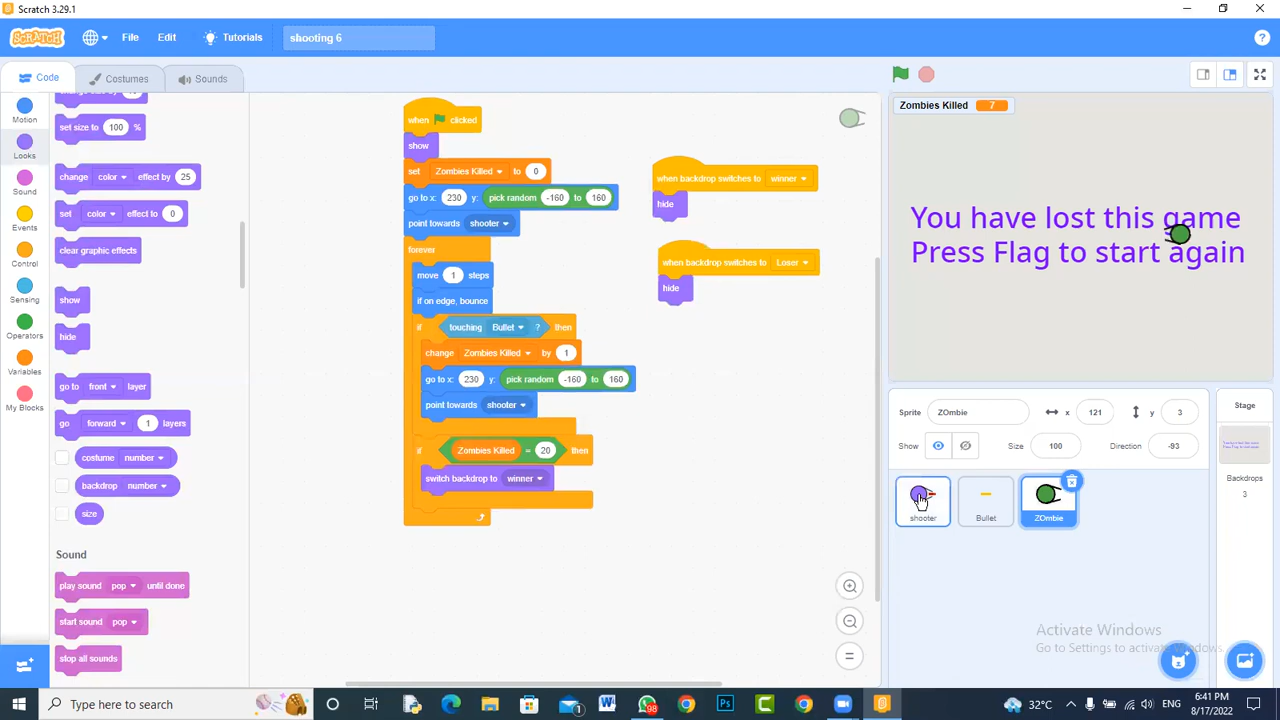 Scratch 3.29.1
SCRATCH File Edit Tutorials shooting 6
Code Costumes Sounds
Motion
Looks
Sound
Events
Control
Sensing
Operators
Variables
My Blocks
set size to 100 %
change color effect by 25
set color effect to 0
clear graphic effects
show
hide
go to front layer
go forward 1 layers
costume number
backdrop number
size
Sound
play sound pop until done
start sound pop
stop all sounds
when clicked
show
set Zombies Killed to 0
go to x: 230 y: pick random -160 to 160
point towards shooter
forever
move 1 steps
if on edge, bounce
if touching Bullet ? then
change Zombies Killed by 1
go to x: 230 y: pick random -160 to 160
point towards shooter
if Zombies Killed = 20 then
switch backdrop to winner
when backdrop switches to winner
hide
when backdrop switches to Loser
hide
Zombies Killed 7
You have lost this game
Press Flag to start again
Sprite ZOmbie x 121 y 3
Show Size 100 Direction -93
shooter
Bullet
ZOmbie
Stage
Backdrops
3
Activate Windows
Go to Settings to activate Windows.
Type here to search
98
1
32°C
ENG
6:41 PM
8/17/2022